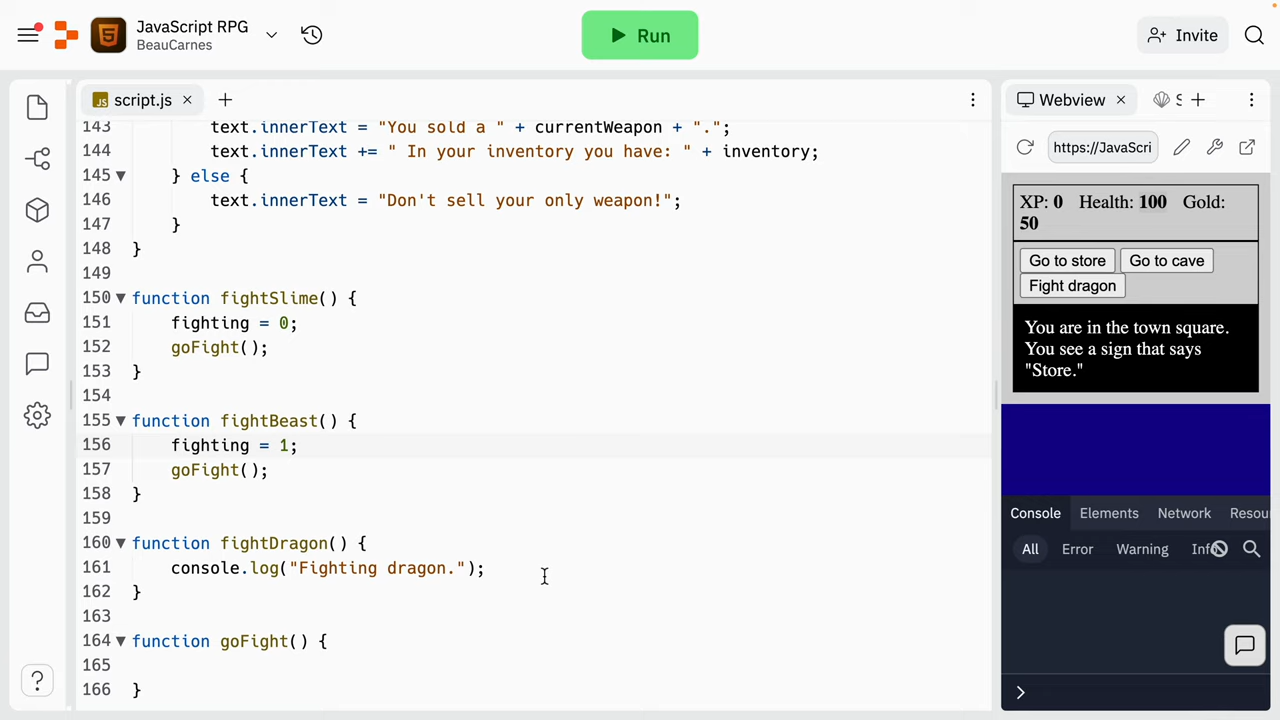 JavaScript RPG
BeauCarnes
Run
Invite
JS script.js
143 text.innerText = "You sold a " + currentWeapon + ".";
144 text.innerText += " In your inventory you have: " + inventory;
145 } else {
146 text.innerText = "Don't sell your only weapon!";
147 }
148 }
149
150 function fightSlime() {
151 fighting = 0;
152 goFight();
153 }
154
155 function fightBeast() {
156 fighting = 1;
157 goFight();
158 }
159
160 function fightDragon() {
161 console.log("Fighting dragon.");
162 }
163
164 function goFight() {
165
166 }
?
Webview
S
https://JavaScri
XP: 0 Health: 100 Gold:
50
Go to store Go to cave
Fight dragon
You are in the town square.
You see a sign that says
"Store."
Console Elements Network Resou
All Error Warning Inf